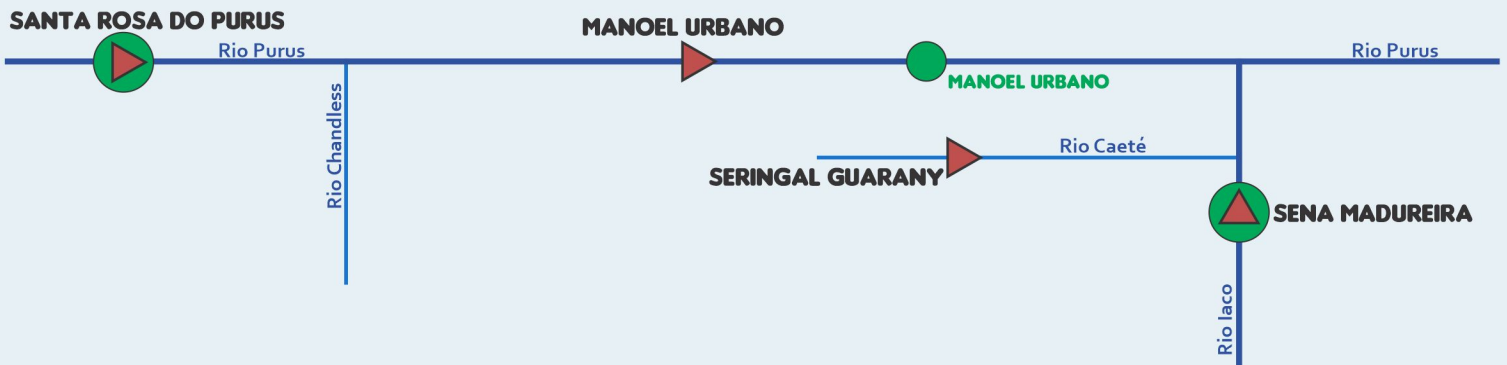 SANTA ROSA DO PURUS
MANOEL URBANO
Rio Purus
Rio Purus
MANOEL URBANO
Rio Chandless
Rio Caeté
SERINGAL GUARANY
SENA MADUREIRA
Rio Iaco